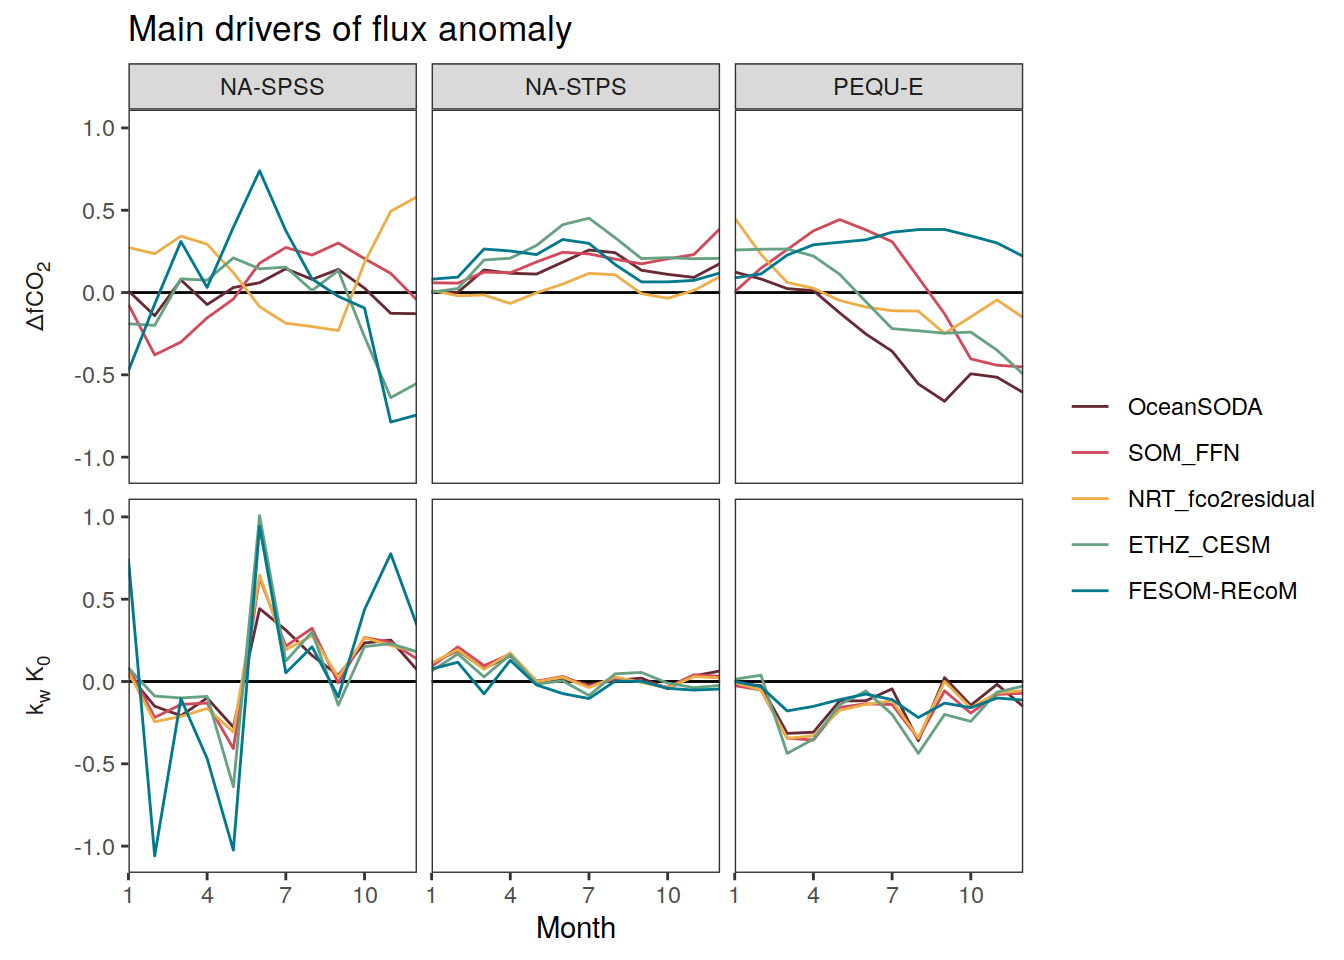 Main drivers of flux anomaly
NA-SPSS NA-STPS PEQU-E
ΔfCO₂
1.0
0.5
0.0
-0.5
-1.0
k_w K₀
1.0
0.5
0.0
-0.5
-1.0
1 4 7 10 1 4 7 10 1 4 7 10
Month
OceanSODA
SOM_FFN
NRT_fco2residual
ETHZ_CESM
FESOM-REcoM